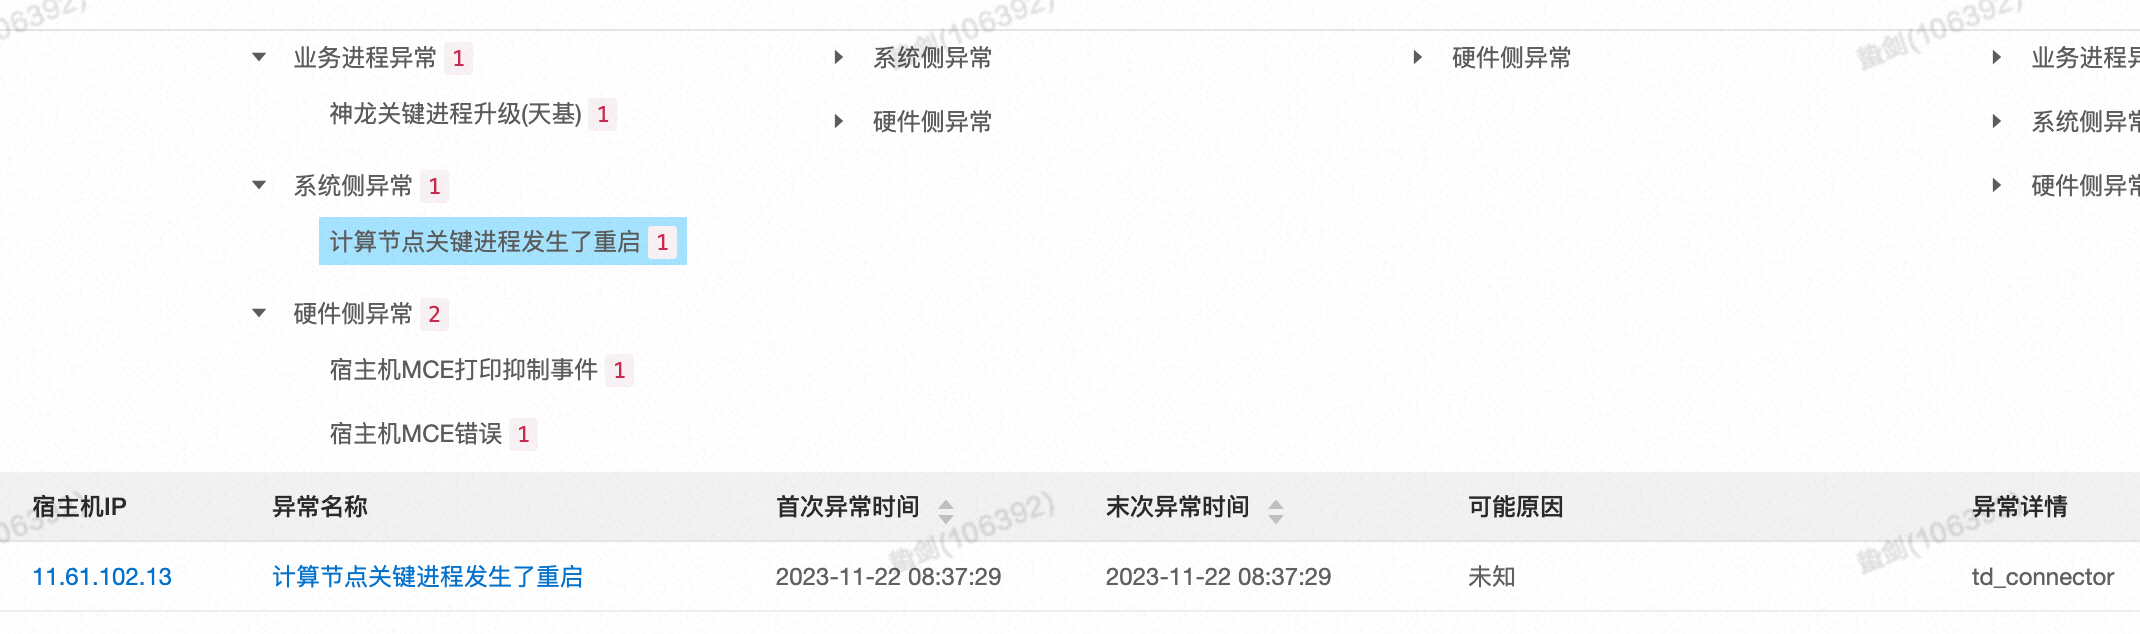 业务进程异常 1
神龙关键进程升级(天基) 1
系统侧异常 1
计算节点关键进程发生了重启 1
硬件侧异常 2
宿主机MCE打印抑制事件 1
宿主机MCE错误 1
系统侧异常
硬件侧异常
硬件侧异常
业务进程异
系统侧异常
硬件侧异常
宿主机IP 异常名称 首次异常时间 末次异常时间 可能原因 异常详情
11.61.102.13 计算节点关键进程发生了重启 2023-11-22 08:37:29 2023-11-22 08:37:29 未知 td_connector
蛰剑(106392)
蛰剑(106392)
蛰剑(106392)